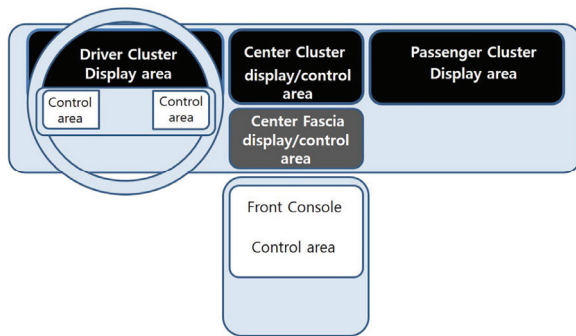 Driver Cluster
Display area
Center Cluster
display/control
area
Passenger Cluster
Display area
Control
area
Control
area
Center Fascia
display/control
area
Front Console
Control area